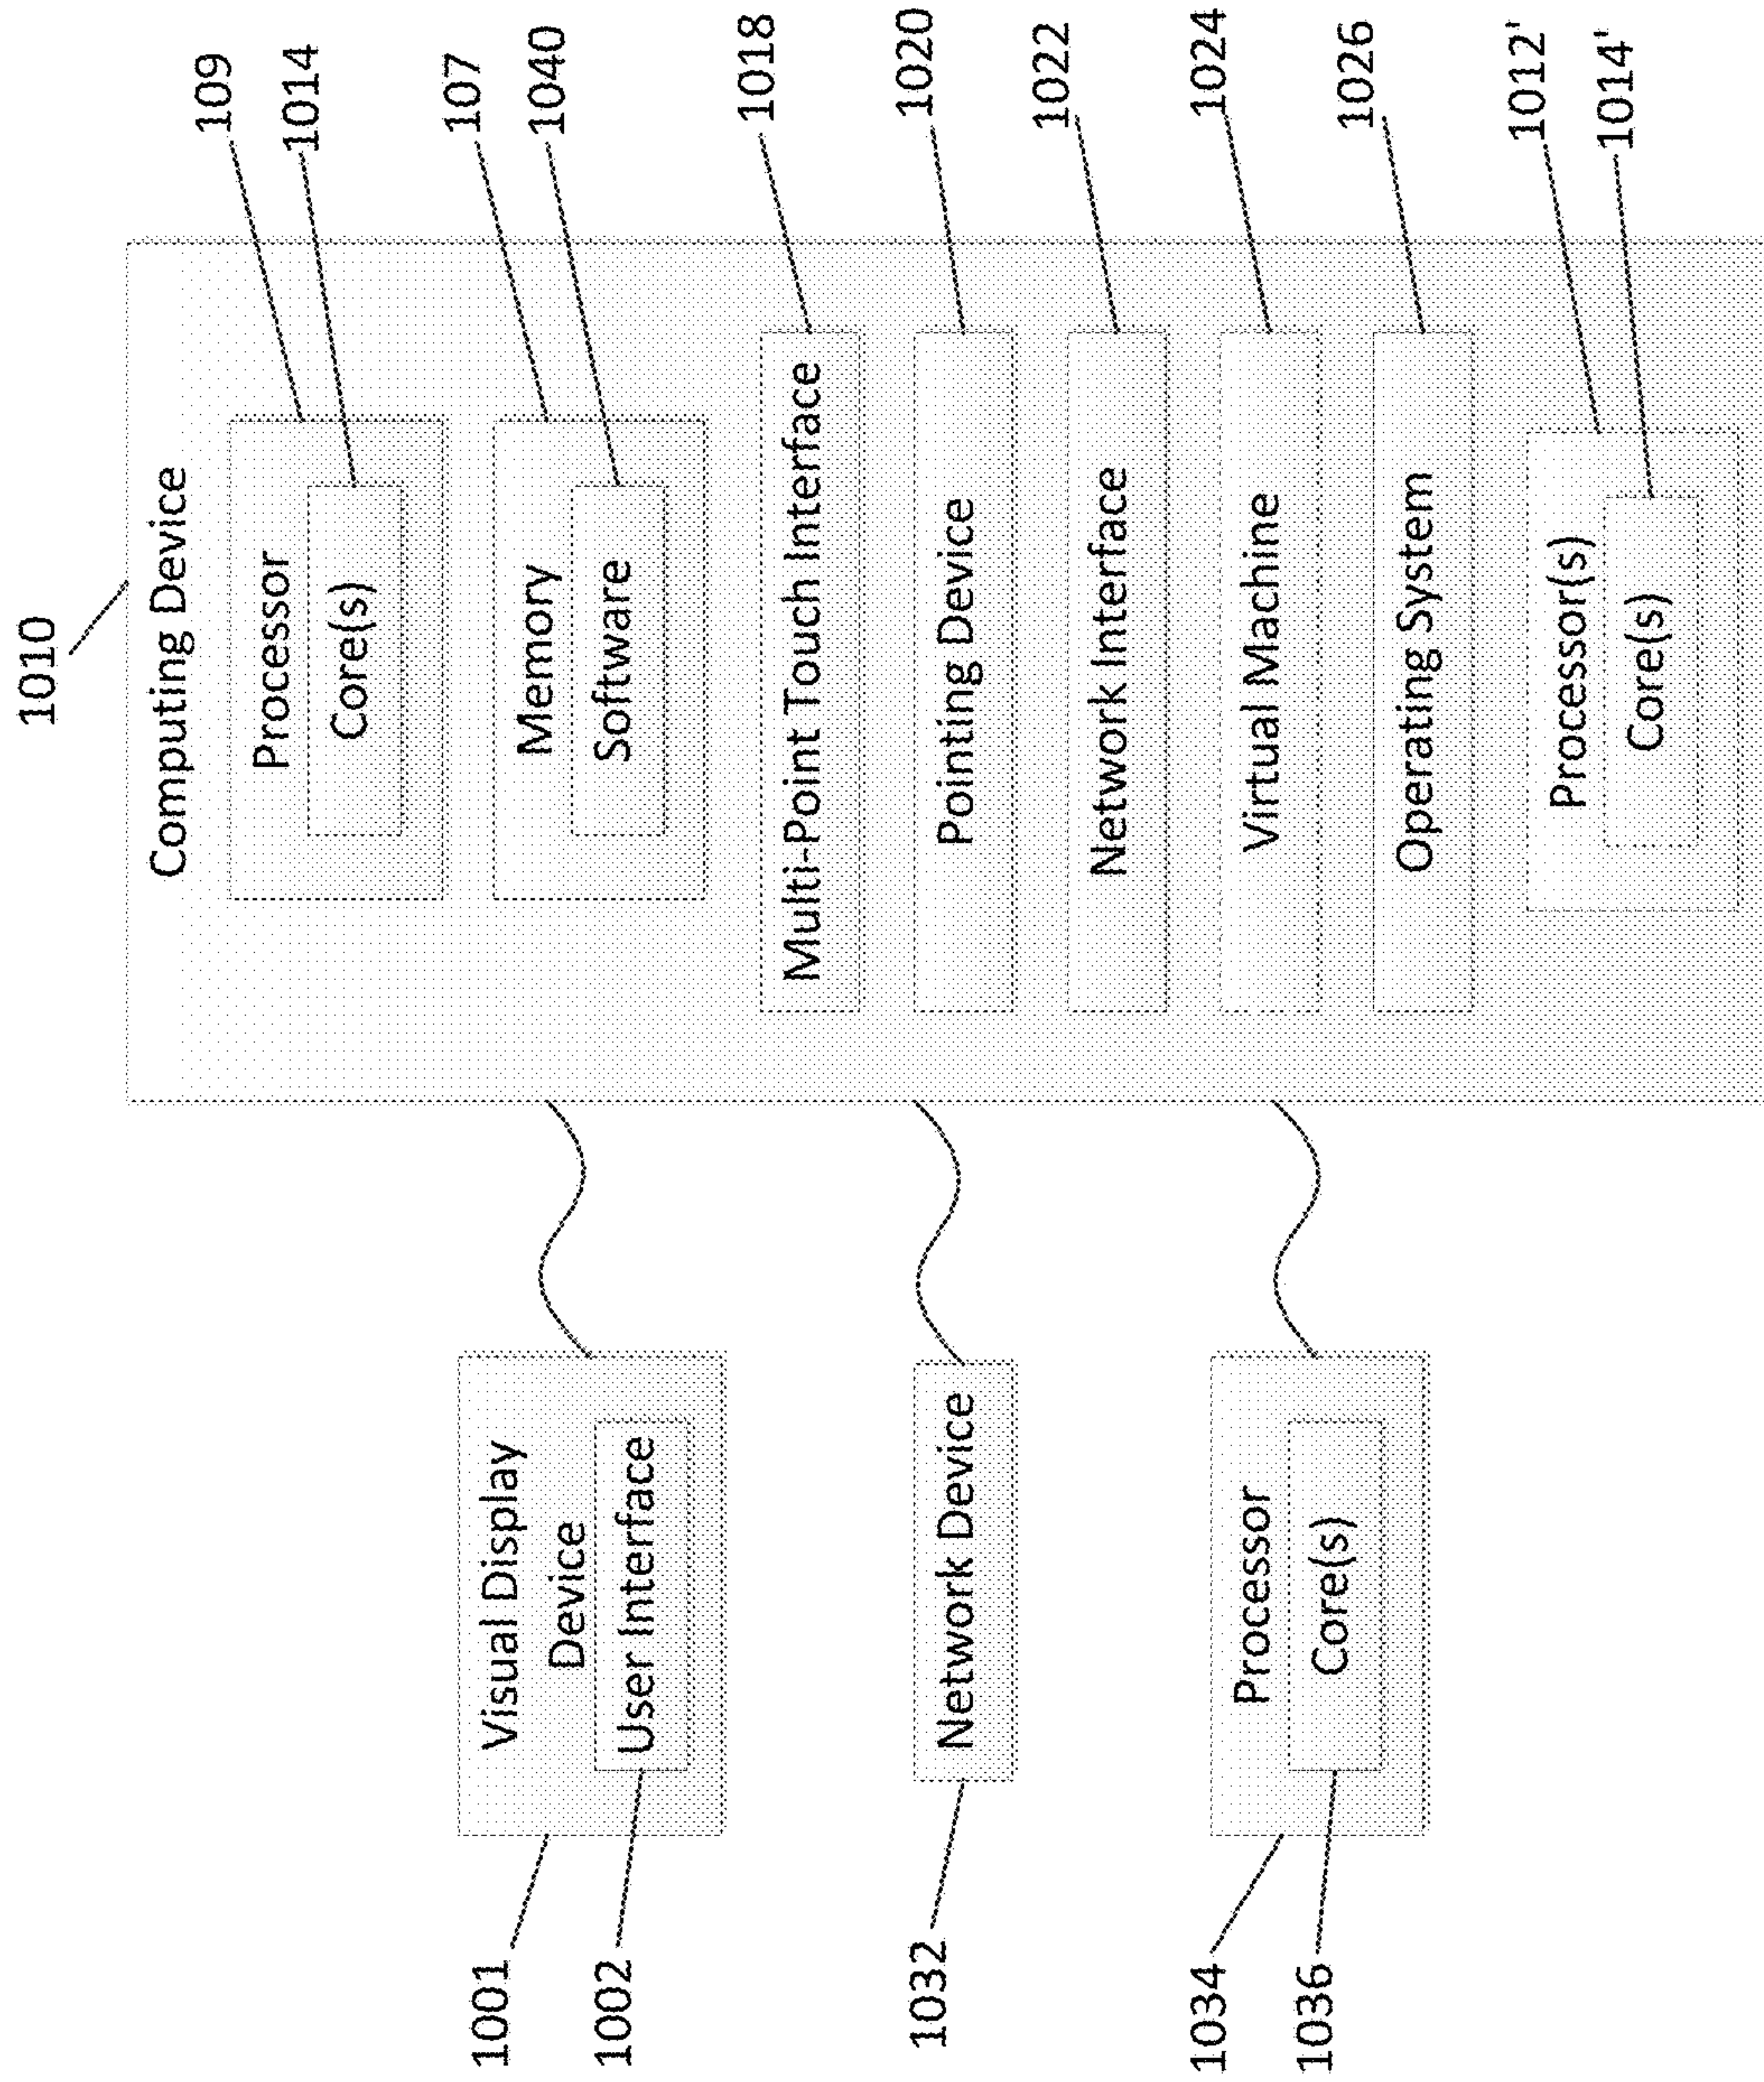 1010
Computing Device
Processor
109
Core(s)
1014
Memory
107
Software
1040
Multi-Point Touch Interface
1018
Pointing Device
1020
Network Interface
1022
Virtual Machine
1024
Operating System
1026
Processor(s)
1012'
Core(s)
1014'
1001
Visual Display
Device
1002
User Interface
1032
Network Device
1034
Processor
1036
Core(s)